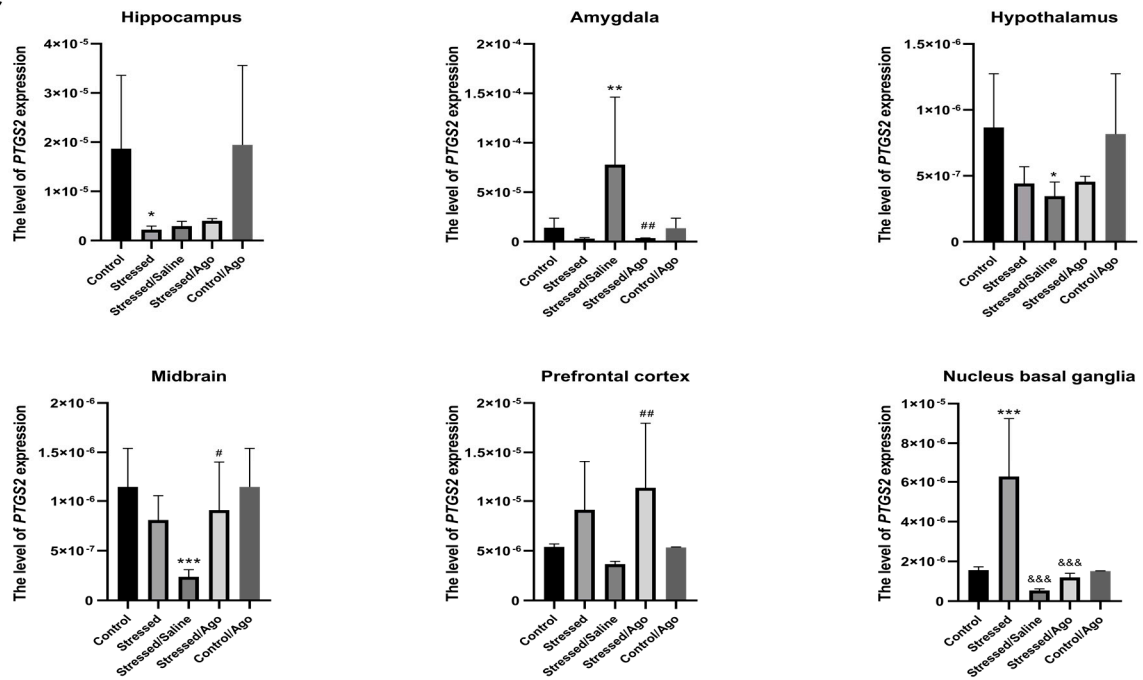 Hippocampus
The level of PTGS2 expression
4×10-5
3×10-5
2×10-5
1×10-5
0
*
Control
Stressed
Stressed/Saline
Stressed/Ago
Control/Ago
Amygdala
The level of PTGS2 expression
2×10-4
1.5×10-4
1×10-4
5×10-5
0
**
##
Control
Stressed
Stressed/Saline
Stressed/Ago
Control/Ago
Hypothalamus
The level of PTGS2 expression
1.5×10-6
1×10-6
5×10-7
0
*
Control
Stressed
Stressed/Saline
Stressed/Ago
Control/Ago
Midbrain
The level of PTGS2 expression
2×10-6
1.5×10-6
1×10-6
5×10-7
0
***
#
Control
Stressed
Stressed/Saline
Stressed/Ago
Control/Ago
Prefrontal cortex
The level of PTGS2 expression
2×10-5
1.5×10-5
1×10-5
5×10-6
0
##
Control
Stressed
Stressed/Saline
Stressed/Ago
Control/Ago
Nucleus basal ganglia
The level of PTGS2 expression
1×10-5
8×10-6
6×10-6
4×10-6
2×10-6
0
***
&&&
&&&
Control
Stressed
Stressed/Saline
Stressed/Ago
Control/Ago